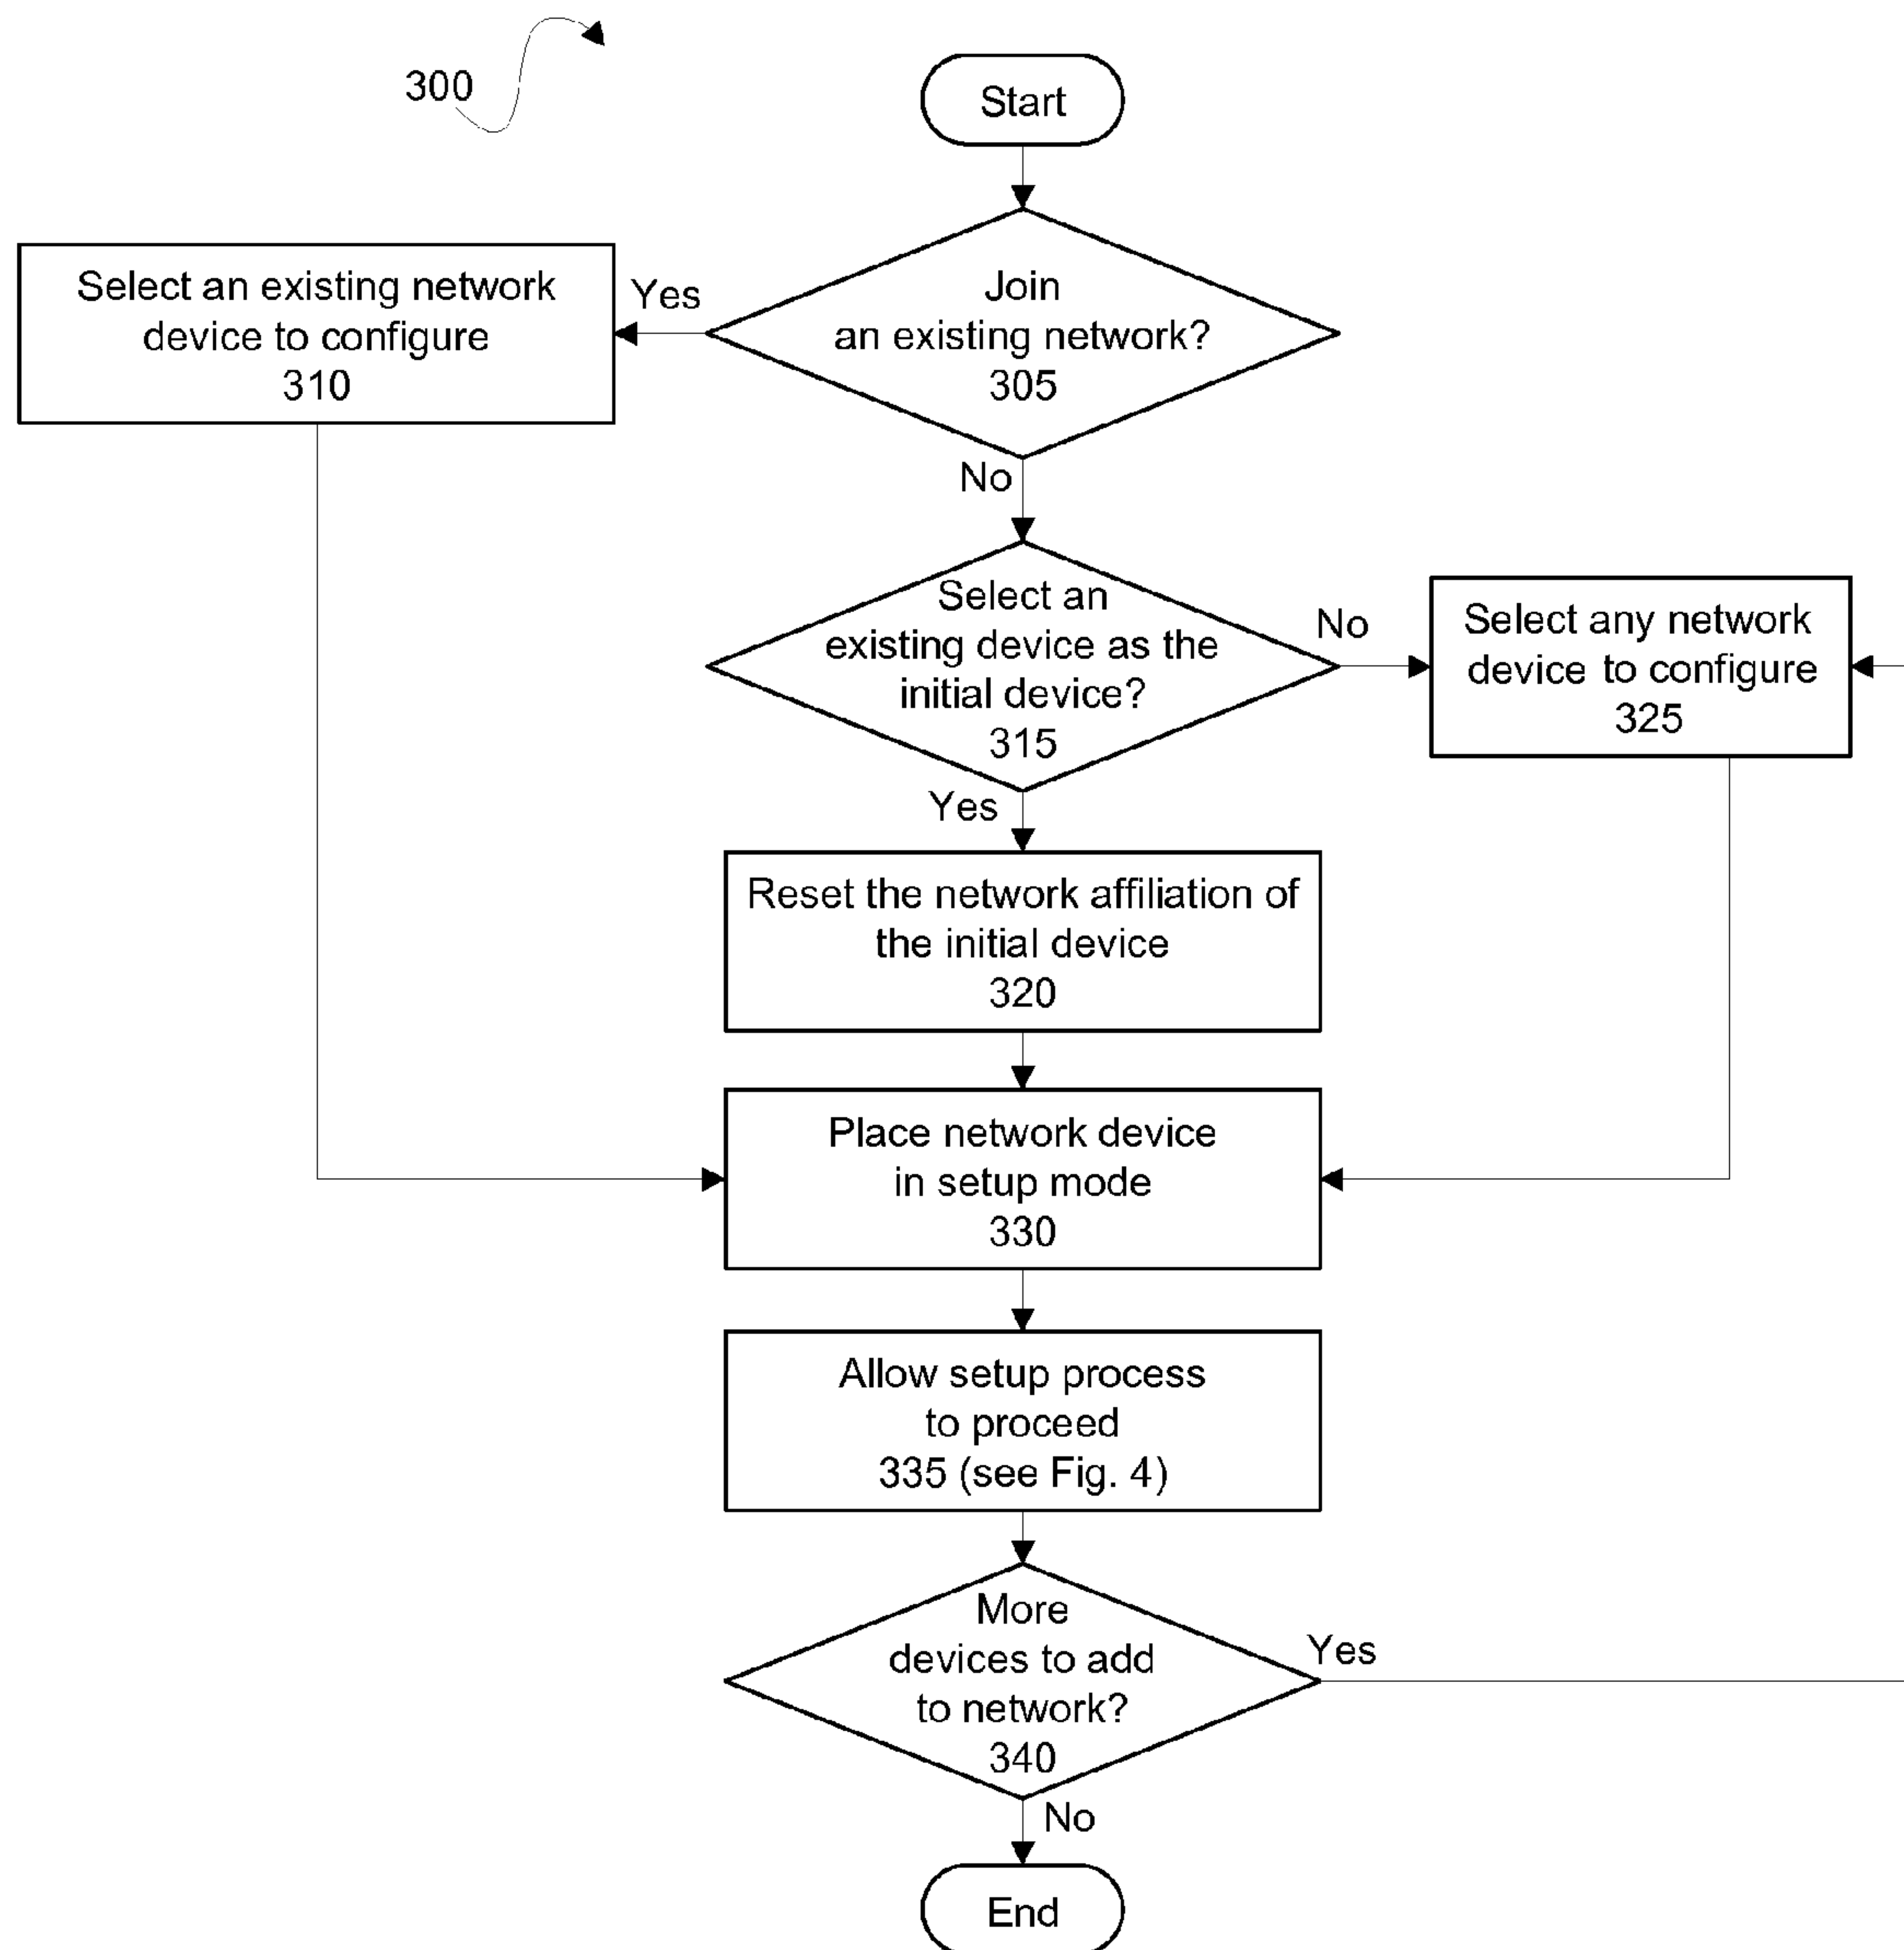 300
Start
Join
an existing network?
305
Yes
Select an existing network
device to configure
310
No
Select an
existing device as the
initial device?
315
No
Select any network
device to configure
325
Yes
Reset the network affiliation of
the initial device
320
Place network device
in setup mode
330
Allow setup process
to proceed
335 (see Fig. 4)
More
devices to add
to network?
340
Yes
No
End